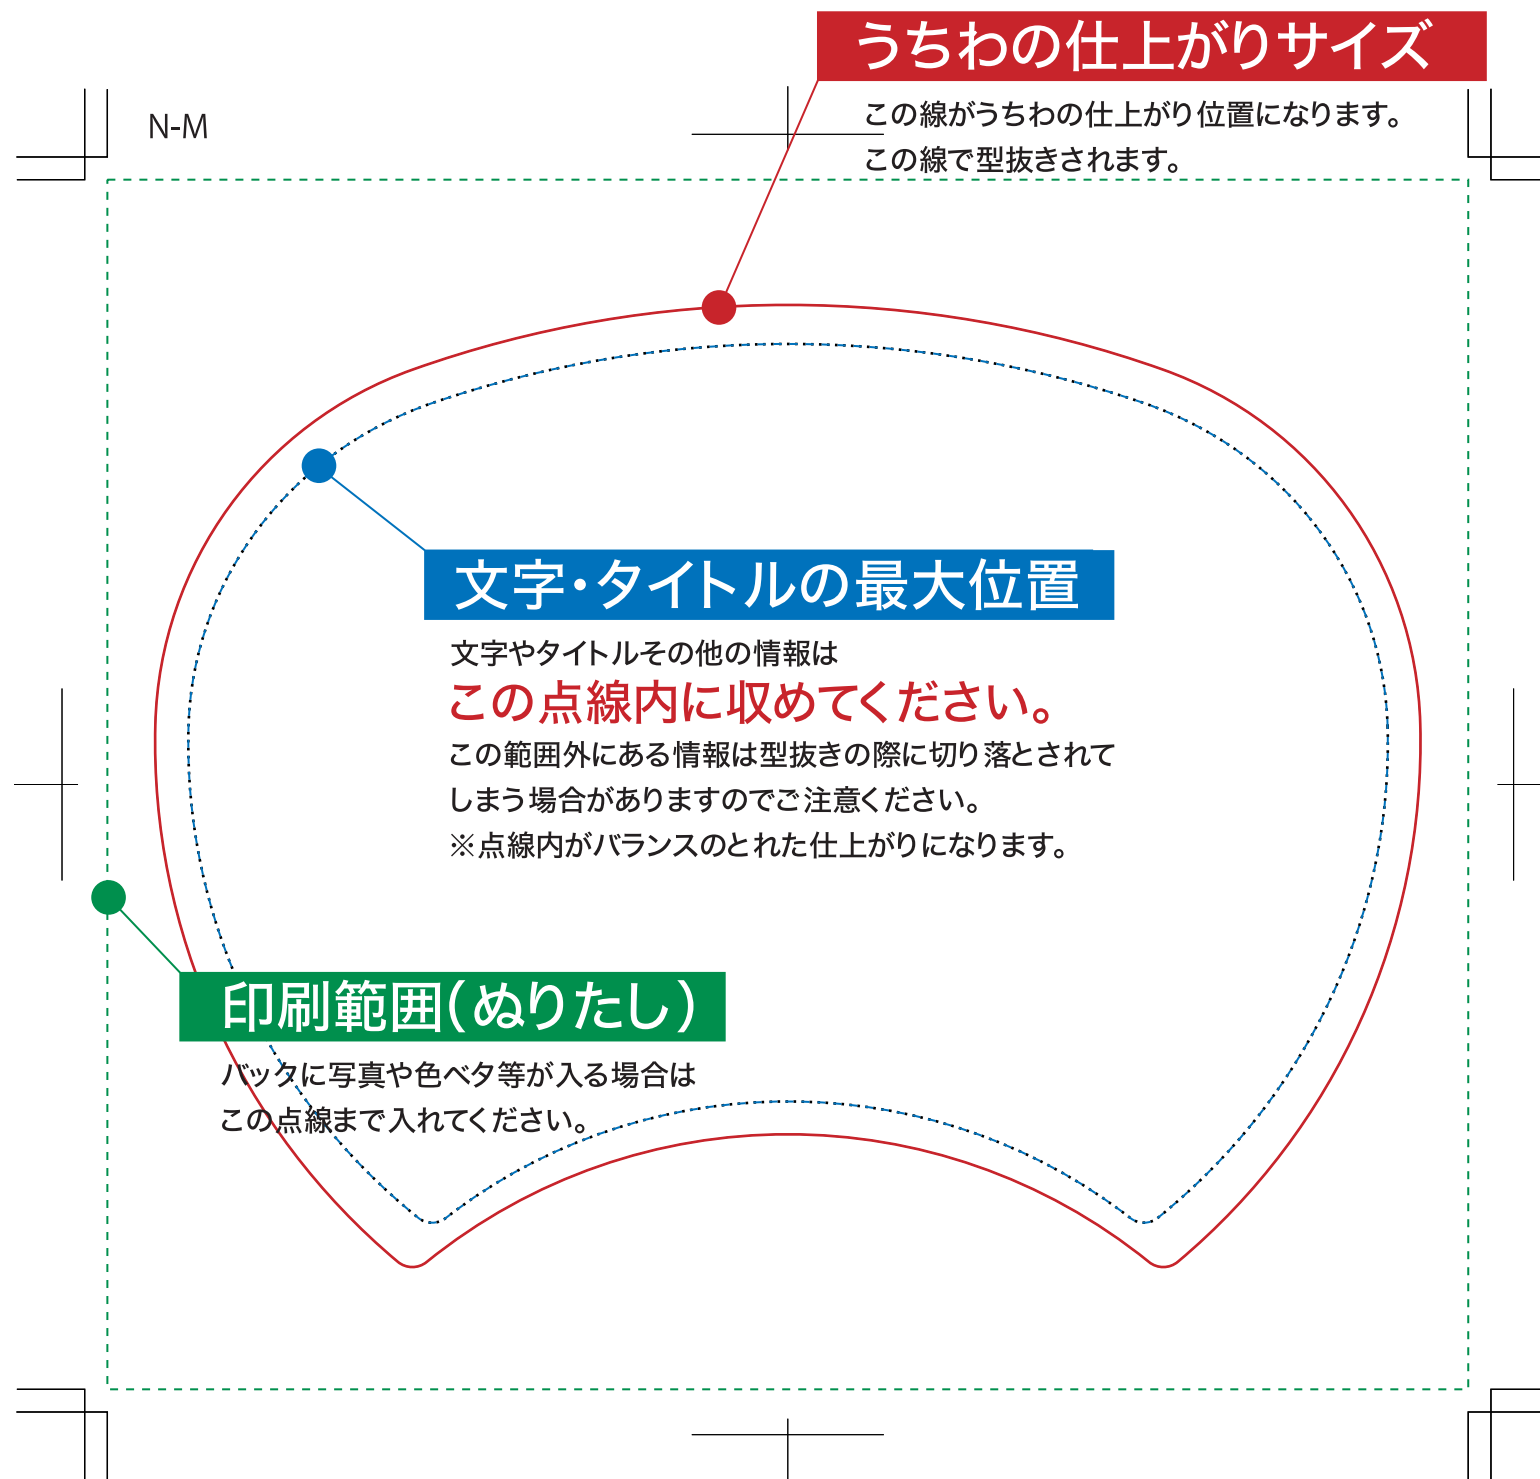 うちわの仕上がりサイズ
この線がうちわの仕上がり位置になります。
この線で型抜きされます。
N-M
文字・タイトルの最大位置
文字やタイトルその他の情報は
この点線内に収めてください。
この範囲外にある情報は型抜きの際に切り落とされて
しまう場合がありますのでご注意ください。
※点線内がバランスのとれた仕上がりになります。
印刷範囲(ぬりたし)
バックに写真や色ベタ等が入る場合は
この点線まで入れてください。